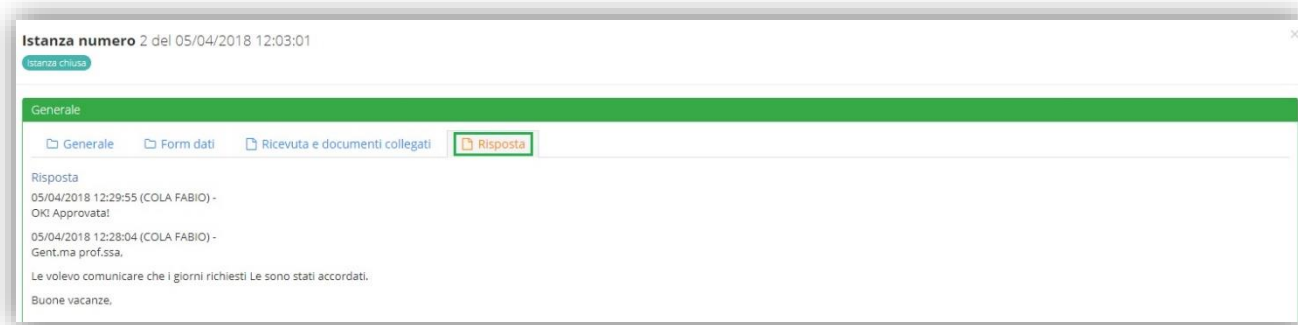 Istanza numero 2 del 05/04/2018 12:03:01
Istanza chiusa
Generale
Generale Form dati Ricevuta e documenti collegati Risposta
Risposta
05/04/2018 12:29:55 (COLA FABIO) -
OK! Approvata!
05/04/2018 12:28:04 (COLA FABIO) -
Gent.ma prof.ssa,
Le volevo comunicare che i giorni richiesti Le sono stati accordati.
Buone vacanze,